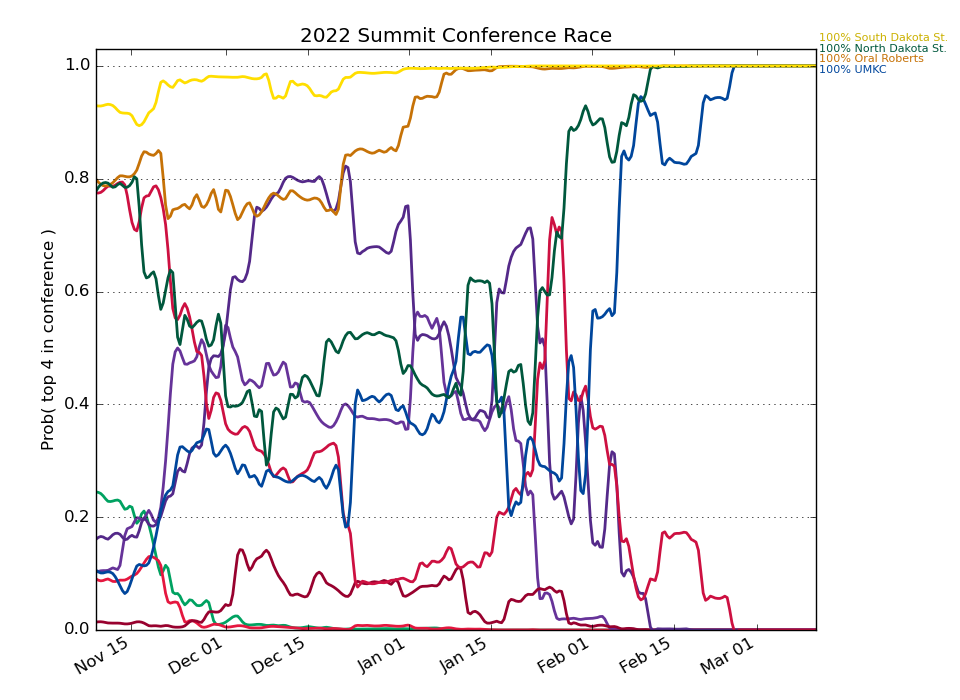 2022 Summit Conference Race
100% South Dakota St.
100% North Dakota St.
100% Oral Roberts
100% UMKC
Prob( top 4 in conference )
1.0
0.8
0.6
0.4
0.2
0.0
Nov 15
Dec 01
Dec 15
Jan 01
Jan 15
Feb 01
Feb 15
Mar 01